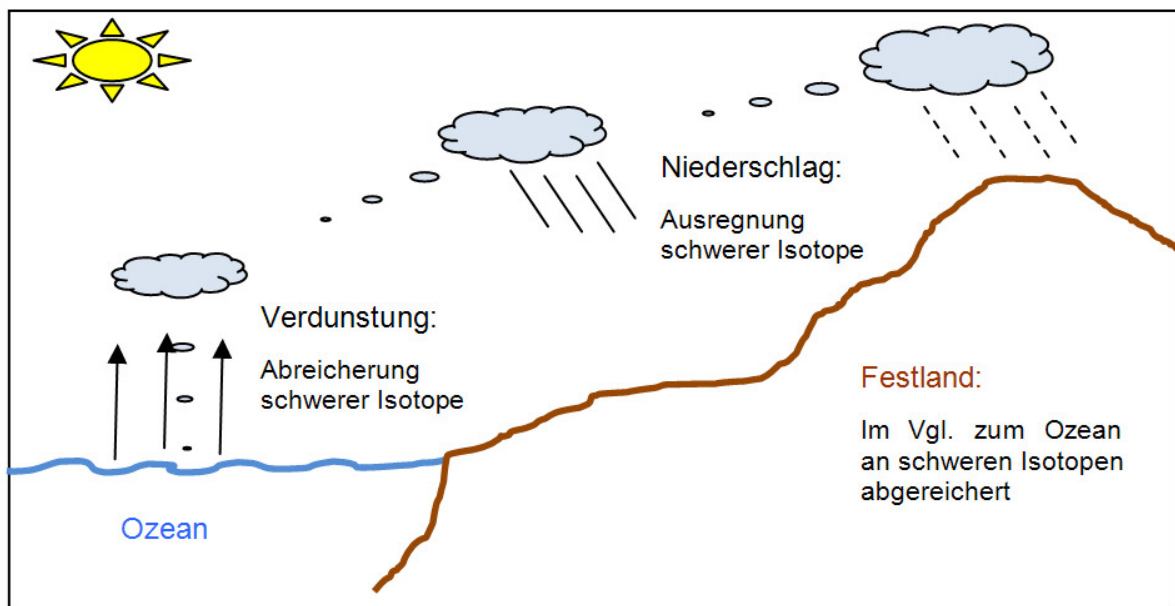 Niederschlag:
Ausregnung
schwerer Isotope
Verdunstung:
Abreicherung
schwerer Isotope
Festland:
Im Vgl. zum Ozean
an schweren Isotopen
abgereichert
Ozean